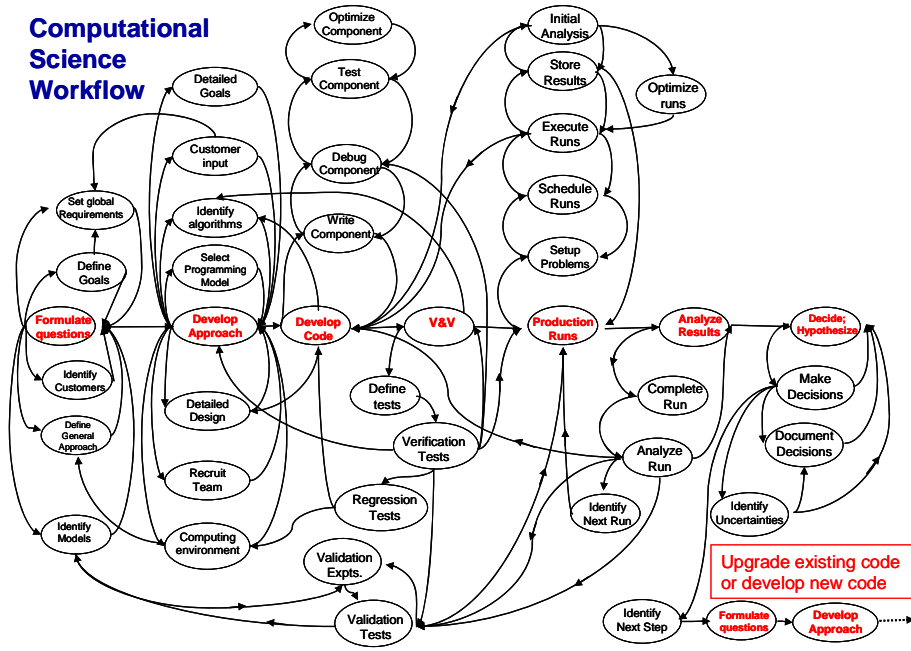 Computational
Science
Workflow
Optimize
Component
Test
Component
Debug
Component
Write
Component
Detailed
Goals
Customer
input
Identify
algorithms
Select
Programming
Model
Set global
Requirements
Define
Goals
Formulate
questions
Identify
Customers
Define
General
Approach
Identify
Models
Develop
Approach
Detailed
Design
Recruit
Team
Computing
environment
Develop
Code
V&V
Define
tests
Verification
Tests
Regression
Tests
Validation
Expts.
Validation
Tests
Initial
Analysis
Store
Results
Optimize
runs
Execute
Runs
Schedule
Runs
Setup
Problems
Production
Runs
Analyze
Results
Complete
Run
Analyze
Run
Identify
Next Run
Decide;
Hypothesize
Make
Decisions
Document
Decisions
Identify
Uncertainties
Upgrade existing code
or develop new code
Identify
Next Step
Formulate
questions
Develop
Approach